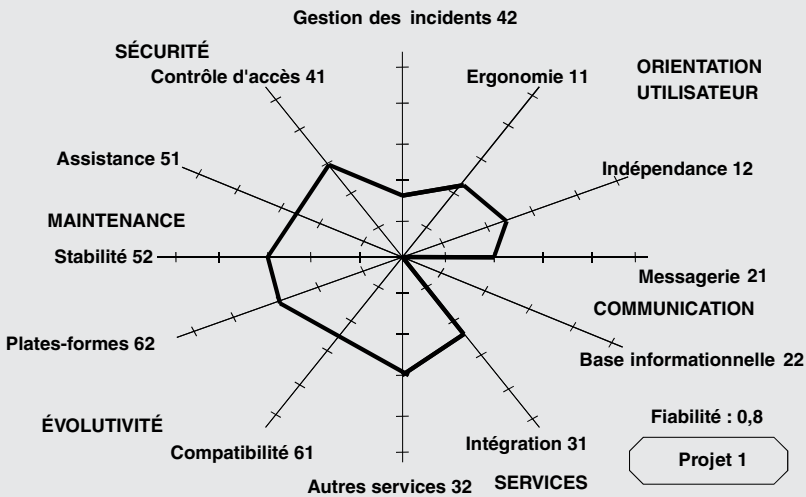 Gestion des incidents 42
SÉCURITÉ
Contrôle d'accès 41
Ergonomie 11
ORIENTATION
UTILISATEUR
Assistance 51
Indépendance 12
MAINTENANCE
Stabilité 52
Messagerie 21
COMMUNICATION
Plates-formes 62
Base informationnelle 22
ÉVOLUTIVITÉ
Fiabilité : 0,8
Compatibilité 61
Intégration 31
Projet 1
Autres services 32
SERVICES